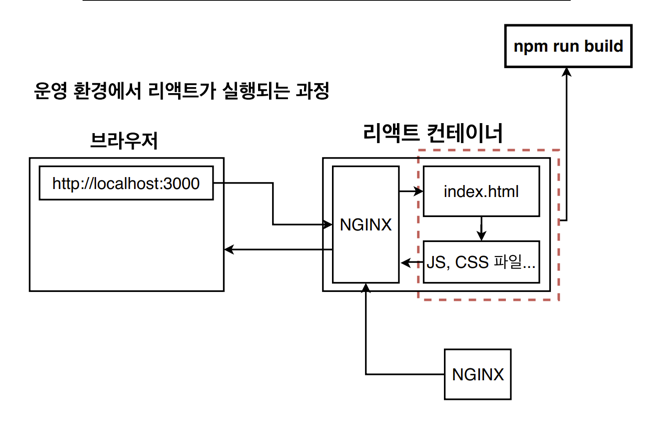 npm run build
운영 환경에서 리액트가 실행되는 과정
브라우저
리액트 컨테이너
http://localhost:3000
NGINX
index.html
JS, CSS 파일...
NGINX